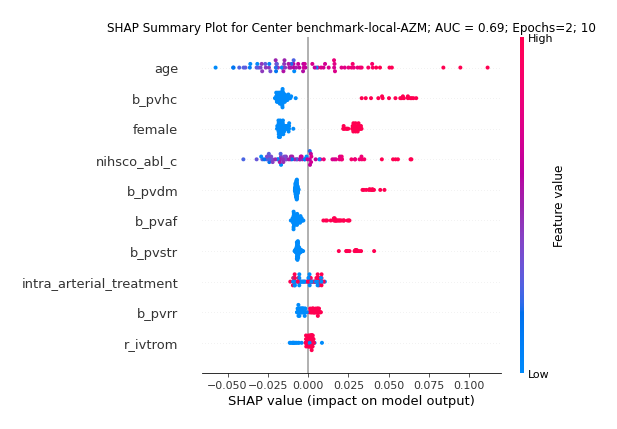 SHAP Summary Plot for Center benchmark-local-AZM; AUC = 0.69; Epochs=2; 10
High
age
b_pvhc
female
nihsco_abl_c
b_pvdm
b_pvaf
b_pvstr
intra_arterial_treatment
b_pvrr
r_ivtrom
Feature value
Low
−0.050 −0.025 0.000 0.025 0.050 0.075 0.100
SHAP value (impact on model output)